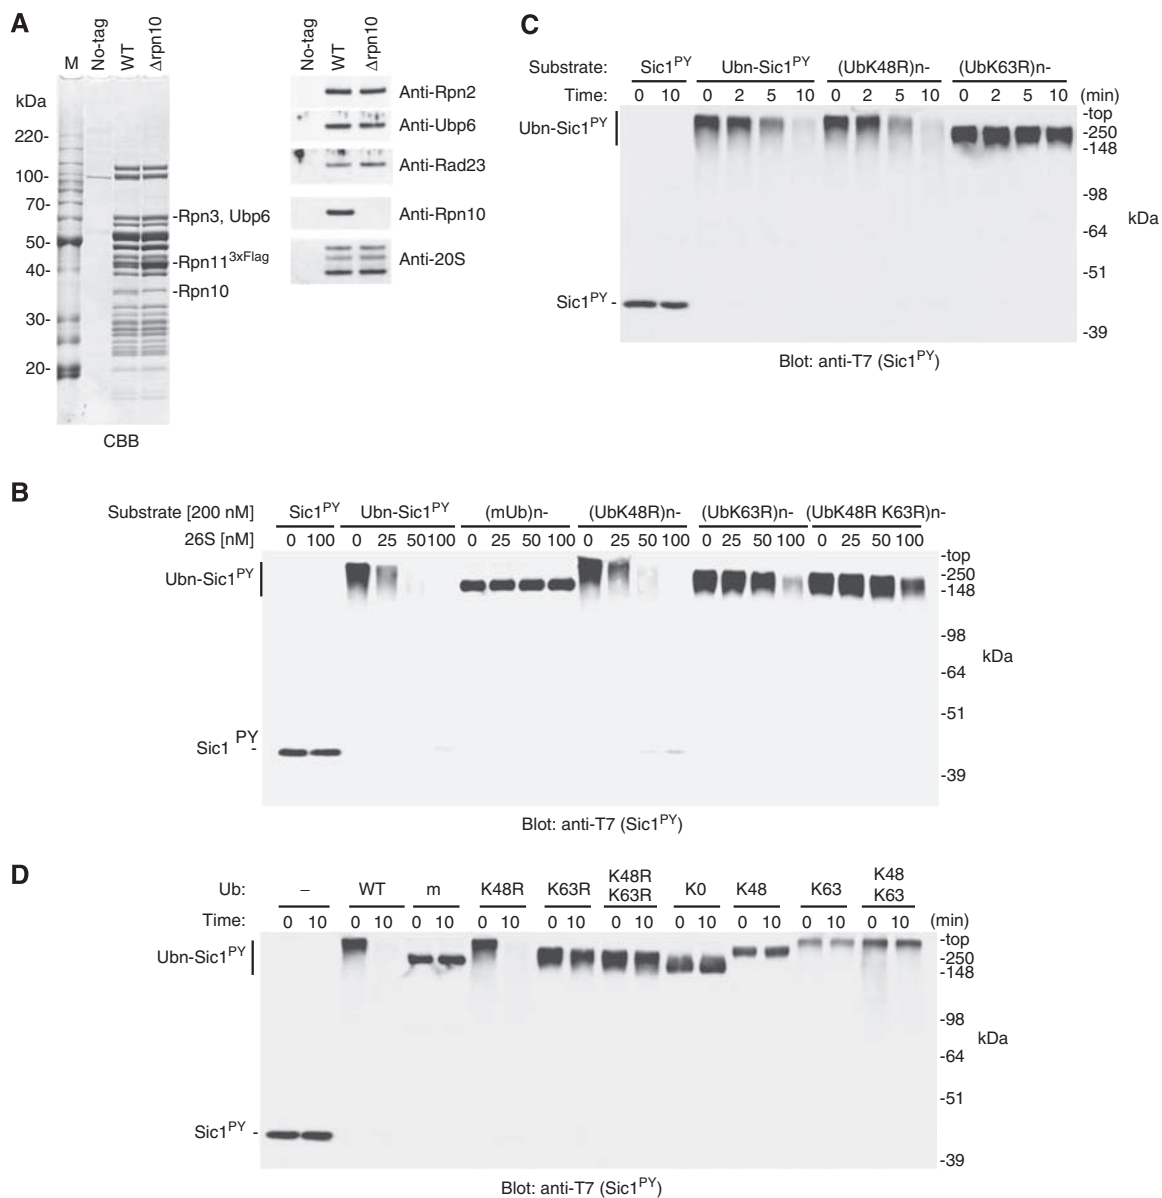 A
M No-tag WT Δrpn10
kDa
220-
100-
70-
50-
40-
30-
20-
-Rpn3, Ubp6
-Rpn11^3xFlag
-Rpn10
CBB
No-tag WT Δrpn10
Anti-Rpn2
Anti-Ubp6
Anti-Rad23
Anti-Rpn10
Anti-20S
C
Substrate: Sic1^PY Ubn-Sic1^PY (UbK48R)n- (UbK63R)n-
Time: 0 10 0 2 5 10 0 2 5 10 0 2 5 10 (min)
Ubn-Sic1^PY
-top
-250
-148
-98
kDa
-64
-51
Sic1^PY -
-39
Blot: anti-T7 (Sic1^PY)
B
Substrate [200 nM] Sic1^PY Ubn-Sic1^PY (mUb)n- (UbK48R)n- (UbK63R)n- (UbK48R K63R)n-
26S [nM] 0 100 0 25 50 100 0 25 50 100 0 25 50 100 0 25 50 100 0 25 50 100
Ubn-Sic1^PY
-top
-250
-148
-98
kDa
-64
-51
Sic1^PY -
-39
Blot: anti-T7 (Sic1^PY)
D
Ub: – WT m K48R K63R K48R K63R K0 K48 K63 K48 K63
Time: 0 10 0 10 0 10 0 10 0 10 0 10 0 10 0 10 0 10 0 10 (min)
Ubn-Sic1^PY
-top
-250
-148
-98
kDa
-64
-51
Sic1^PY -
-39
Blot: anti-T7 (Sic1^PY)